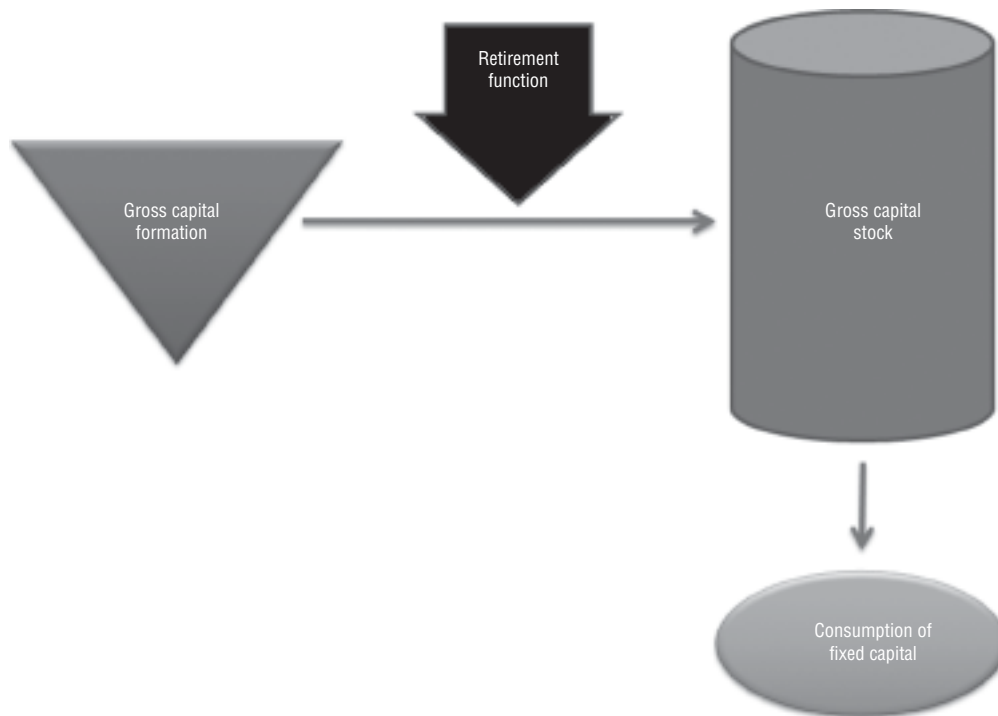 Retirement
function
Gross capital
formation
Gross capital
stock
Consumption of
fixed capital